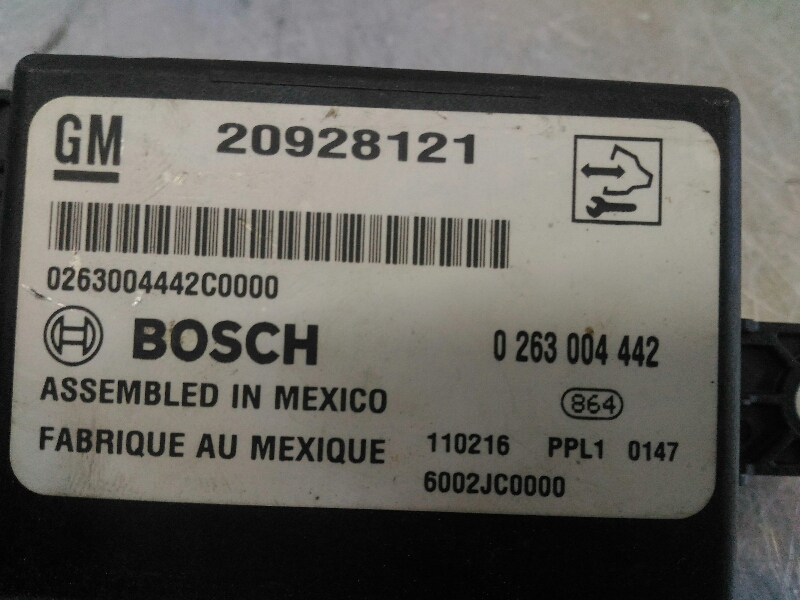 GM 20928121
0263004442C0000
BOSCH 0 263 004 442
ASSEMBLED IN MEXICO 864
FABRIQUE AU MEXIQUE 110216 PPL1 0147
6002JC0000